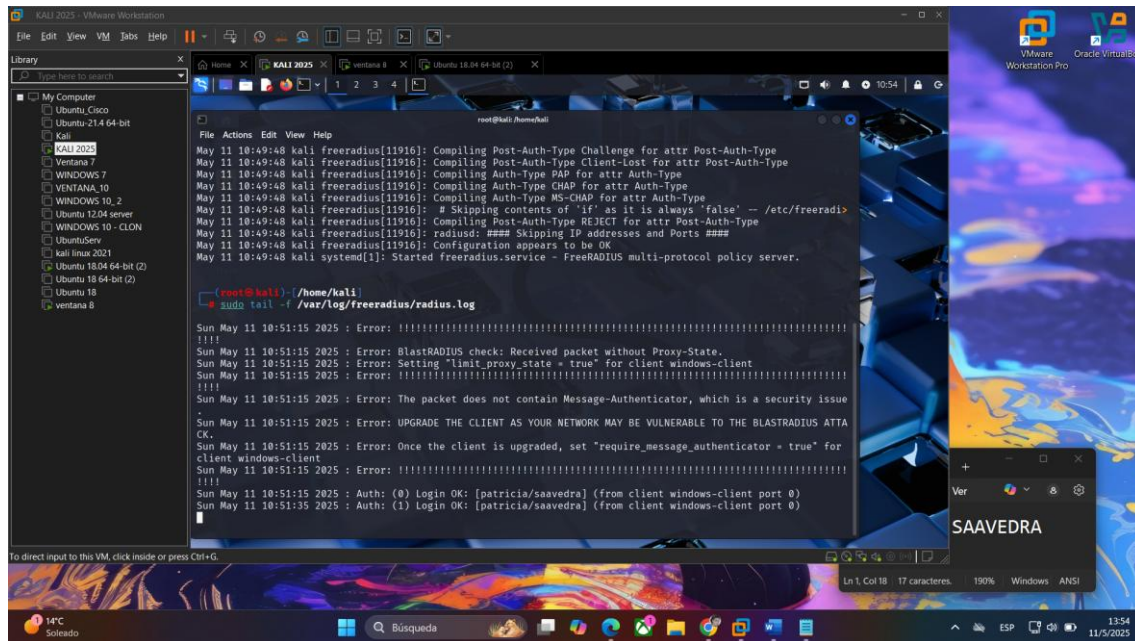 KALI 2025 - VMware Workstation
File Edit View VM Tabs Help
Library
Type here to search
My Computer
Ubuntu_Cisco
Ubuntu-21.4 64-bit
Kali
KALI 2025
Ventana 7
WINDOWS 7
VENTANA_10
WINDOWS 10_ 2
Ubuntu 12.04 server
WINDOWS 10 - CLON
UbuntuServ
kali linux 2021
Ubuntu 18.04 64-bit (2)
Ubuntu 18 64-bit (2)
Ubuntu 18
ventana 8
Home
KALI 2025
ventana 8
Ubuntu 18.04 64-bit (2)
1 2 3 4
10:54
root@kali: /home/kali
File Actions Edit View Help
May 11 10:49:48 kali freeradius[11916]: Compiling Post-Auth-Type Challenge for attr Post-Auth-Type
May 11 10:49:48 kali freeradius[11916]: Compiling Post-Auth-Type Client-Lost for attr Post-Auth-Type
May 11 10:49:48 kali freeradius[11916]: Compiling Auth-Type PAP for attr Auth-Type
May 11 10:49:48 kali freeradius[11916]: Compiling Auth-Type CHAP for attr Auth-Type
May 11 10:49:48 kali freeradius[11916]: Compiling Auth-Type MS-CHAP for attr Auth-Type
May 11 10:49:48 kali freeradius[11916]: # Skipping contents of 'if' as it is always 'false' -- /etc/freeradi>
May 11 10:49:48 kali freeradius[11916]: Compiling Post-Auth-Type REJECT for attr Post-Auth-Type
May 11 10:49:48 kali freeradius[11916]: radiusd: #### Skipping IP addresses and Ports ####
May 11 10:49:48 kali freeradius[11916]: Configuration appears to be OK
May 11 10:49:48 kali systemd[1]: Started freeradius.service - FreeRADIUS multi-protocol policy server.
(root㉿kali)-[/home/kali]
# sudo tail -f /var/log/freeradius/radius.log
Sun May 11 10:51:15 2025 : Error: !!!!!!!!!!!!!!!!!!!!!!!!!!!!!!!!!!!!!!!!!!!!!!!!!!!!!!!!!!!!!!!!!!!!!!!!!!
!!!!
Sun May 11 10:51:15 2025 : Error: BlastRADIUS check: Received packet without Proxy-State.
Sun May 11 10:51:15 2025 : Error: Setting "limit_proxy_state = true" for client windows-client
Sun May 11 10:51:15 2025 : Error: !!!!!!!!!!!!!!!!!!!!!!!!!!!!!!!!!!!!!!!!!!!!!!!!!!!!!!!!!!!!!!!!!!!!!!!!!!
!!!!
Sun May 11 10:51:15 2025 : Error: The packet does not contain Message-Authenticator, which is a security issue
.
Sun May 11 10:51:15 2025 : Error: UPGRADE THE CLIENT AS YOUR NETWORK MAY BE VULNERABLE TO THE BLASTRADIUS ATTA
CK.
Sun May 11 10:51:15 2025 : Error: Once the client is upgraded, set "require_message_authenticator = true" for
client windows-client
Sun May 11 10:51:15 2025 : Error: !!!!!!!!!!!!!!!!!!!!!!!!!!!!!!!!!!!!!!!!!!!!!!!!!!!!!!!!!!!!!!!!!!!!!!!!!!
!!!!
Sun May 11 10:51:15 2025 : Auth: (0) Login OK: [patricia/saavedra] (from client windows-client port 0)
Sun May 11 10:51:35 2025 : Auth: (1) Login OK: [patricia/saavedra] (from client windows-client port 0)
To direct input to this VM, click inside or press Ctrl+G.
VMware
Workstation Pro
Oracle VirtualBo
Ver
SAAVEDRA
Ln 1, Col 18 17 caracteres. 190% Windows ANSI
1
14°C
Soleado
Búsqueda
ESP
13:54
11/5/2025